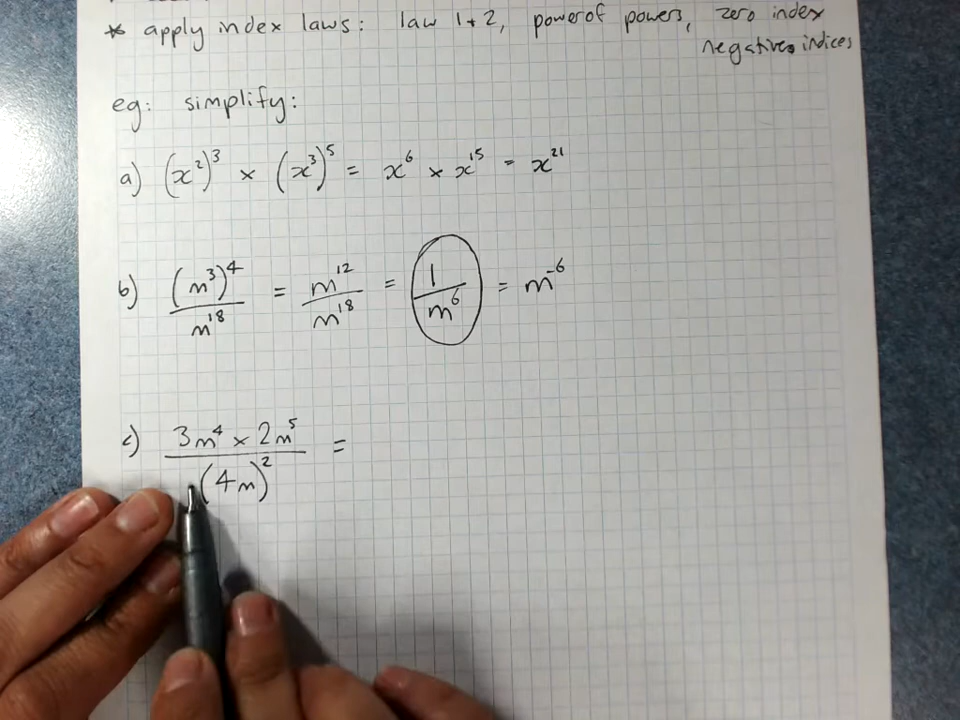 * apply index laws: law 1+2, power of powers, zero index
negative indices
eg: simplify:
a) (x²)³ × (x³)⁵ = x⁶ × x¹⁵ = x²¹
b) (m³)⁴/m¹⁸ = m¹²/m¹⁸ = 1/m⁶ = m⁻⁶
c) 3m⁴ × 2m⁵/(4m)² =